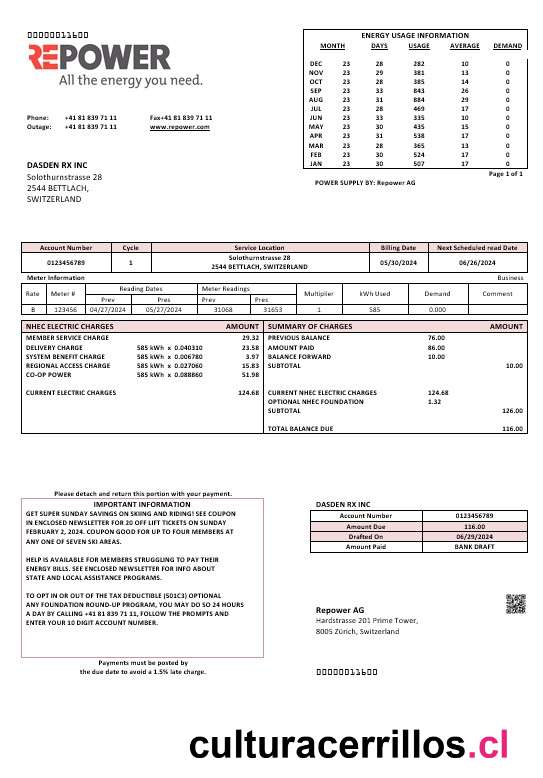 00000011600
REPOWER
All the energy you need.
Phone: +41 81 839 71 11 Fax+41 81 839 71 11
Outage: +41 81 839 71 11 www.repower.com
DASDEN RX INC
Solothurnstrasse 28
2544 BETTLACH,
SWITZERLAND
ENERGY USAGE INFORMATION
MONTH DAYS USAGE AVERAGE DEMAND
DEC 23 28 282 10 0
NOV 23 29 381 13 0
OCT 23 28 385 14 0
SEP 23 33 843 26 0
AUG 23 31 884 29 0
JUL 23 28 469 17 0
JUN 23 33 335 10 0
MAY 23 30 435 15 0
APR 23 31 538 17 0
MAR 23 28 365 13 0
FEB 23 30 524 17 0
JAN 23 30 507 17 0
Page 1 of 1
POWER SUPPLY BY: Repower AG
Account Number Cycle Service Location Billing Date Next Scheduled read Date
0123456789 1 Solothurnstrasse 28 05/30/2024 06/26/2024
2544 BETTLACH, SWITZERLAND
Meter Information Business
Rate Meter # Reading Dates Meter Readings Multiplier kWh Used Demand Comment
Prev Pres Prev Pres
B 123456 04/27/2024 05/27/2024 31068 31653 1 585 0.000
NHEC ELECTRIC CHARGES AMOUNT
MEMBER SERVICE CHARGE 29.32
DELIVERY CHARGE 585 kWh x 0.040310 23.58
SYSTEM BENEFIT CHARGE 585 kWh x 0.006780 3.97
REGIONAL ACCESS CHARGE 585 kWh x 0.027060 15.83
CO-OP POWER 585 kWh x 0.088860 51.98
CURRENT ELECTRIC CHARGES 124.68
SUMMARY OF CHARGES AMOUNT
PREVIOUS BALANCE 76.00
AMOUNT PAID 86.00
BALANCE FORWARD 10.00
SUBTOTAL 10.00
CURRENT NHEC ELECTRIC CHARGES 124.68
OPTIONAL NHEC FOUNDATION 1.32
SUBTOTAL 126.00
TOTAL BALANCE DUE 116.00
Please detach and return this portion with your payment.
IMPORTANT INFORMATION
GET SUPER SUNDAY SAVINGS ON SKIING AND RIDING! SEE COUPON
IN ENCLOSED NEWSLETTER FOR 20 OFF LIFT TICKETS ON SUNDAY
FEBRUARY 2, 2024. COUPON GOOD FOR UP TO FOUR MEMBERS AT
ANY ONE OF SEVEN SKI AREAS.
HELP IS AVAILABLE FOR MEMBERS STRUGGLING TO PAY THEIR
ENERGY BILLS. SEE ENCLOSED NEWSLETTER FOR INFO ABOUT
STATE AND LOCAL ASSISTANCE PROGRAMS.
TO OPT IN OR OUT OF THE TAX DEDUCTIBLE (501C3) OPTIONAL
ANY FOUNDATION ROUND-UP PROGRAM, YOU MAY DO SO 24 HOURS
A DAY BY CALLING +41 81 839 71 11, FOLLOW THE PROMPTS AND
ENTER YOUR 10 DIGIT ACCOUNT NUMBER.
Payments must be posted by
the due date to avoid a 1.5% late charge.
DASDEN RX INC
Account Number 0123456789
Amount Due 116.00
Drafted On 06/29/2024
Amount Paid BANK DRAFT
Repower AG
Hardstrasse 201 Prime Tower,
8005 Zürich, Switzerland
00000011600
culturacerrillos.cl